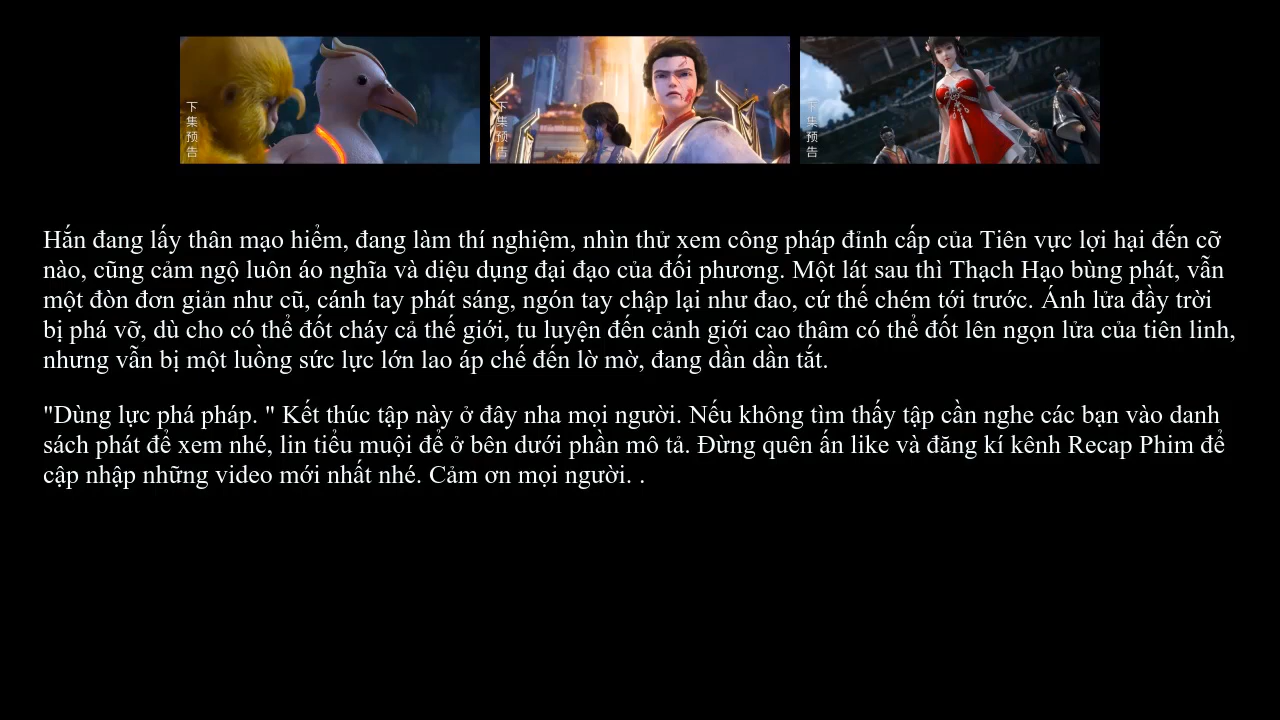 下集预告
下集预告
下集预告
Hắn đang lấy thân mạo hiểm, đang làm thí nghiệm, nhìn thử xem công pháp đỉnh cấp của Tiên vực lợi hại đến cỡ
nào, cũng cảm ngộ luôn áo nghĩa và diệu dụng đại đạo của đối phương. Một lát sau thì Thạch Hạo bùng phát, vẫn
một đòn đơn giản như cũ, cánh tay phát sáng, ngón tay chập lại như đao, cứ thế chém tới trước. Ánh lửa đầy trời
bị phá vỡ, dù cho có thể đốt cháy cả thế giới, tu luyện đến cảnh giới cao thâm có thể đốt lên ngọn lửa của tiên linh,
nhưng vẫn bị một luồng sức lực lớn lao áp chế đến lờ mờ, đang dần dần tắt.
"Dùng lực phá pháp. " Kết thúc tập này ở đây nha mọi người. Nếu không tìm thấy tập cần nghe các bạn vào danh
sách phát để xem nhé, lin tiểu muội để ở bên dưới phần mô tả. Đừng quên ấn like và đăng kí kênh Recap Phim để
cập nhập những video mới nhất nhé. Cảm ơn mọi người. .